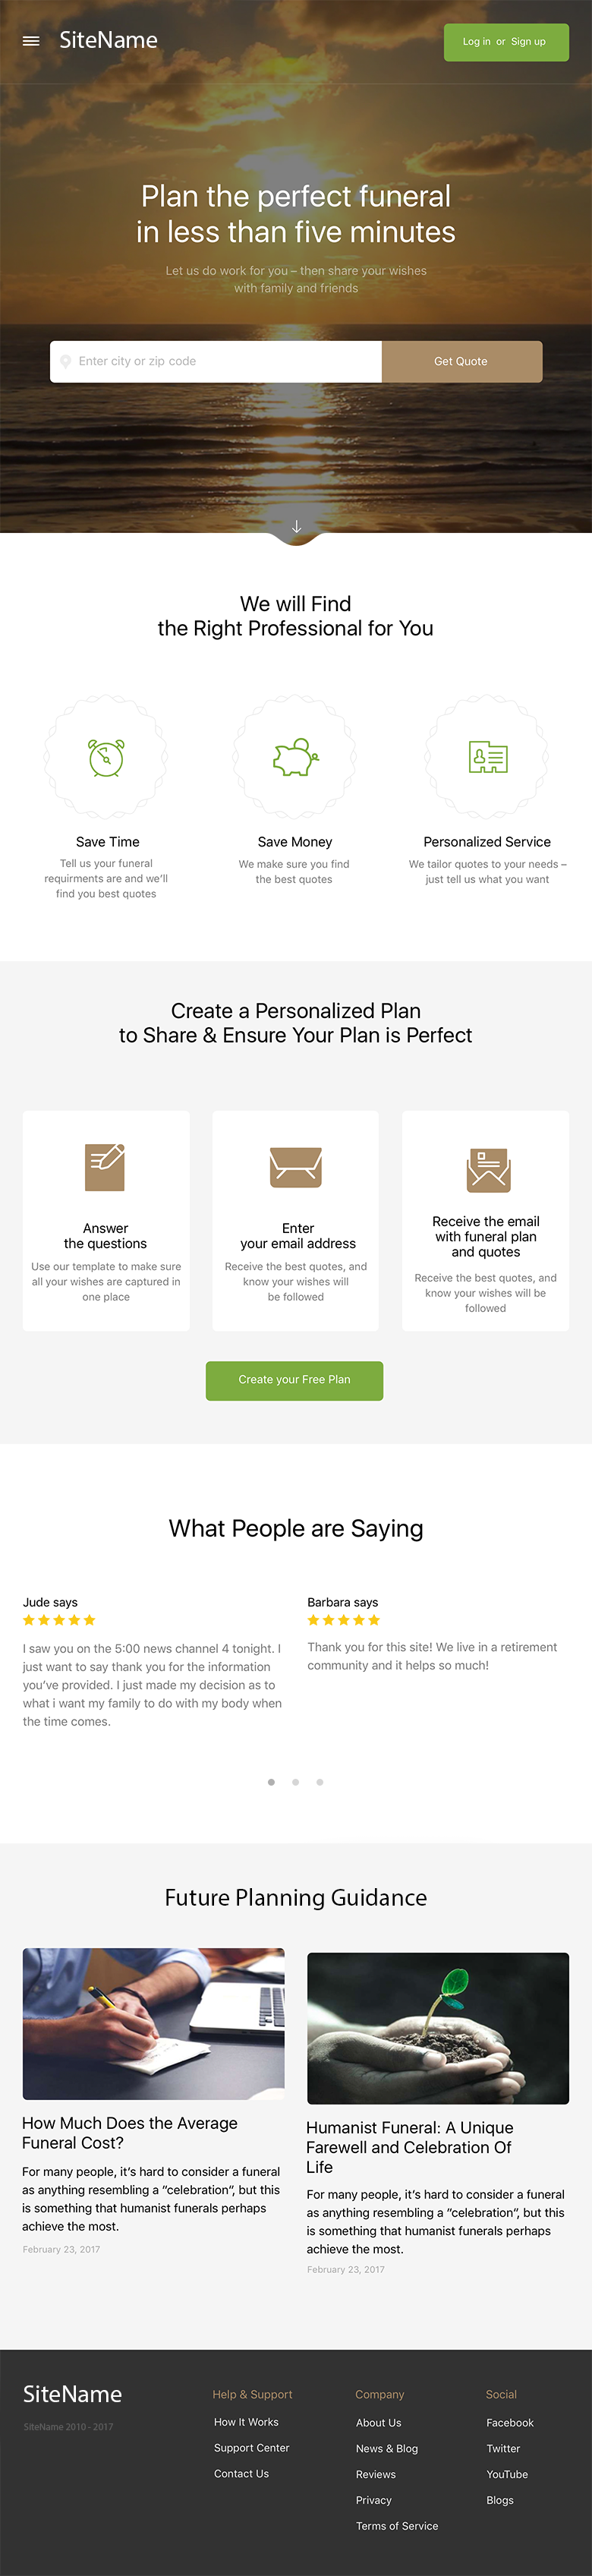 SiteName
Log in or Sign up
Plan the perfect funeral
in less than five minutes
Let us do work for you – then share your wishes
with family and friends
Enter city or zip code
Get Quote
We will Find
the Right Professional for You
Save Time
Tell us your funeral
requirments are and we'll
find you best quotes
Save Money
We make sure you find
the best quotes
Personalized Service
We tailor quotes to your needs –
just tell us what you want
Create a Personalized Plan
to Share & Ensure Your Plan is Perfect
Answer
the questions
Use our template to make sure
all your wishes are captured in
one place
Enter
your email address
Receive the best quotes, and
know your wishes will
be followed
Receive the email
with funeral plan
and quotes
Receive the best quotes, and
know your wishes will be
followed
Create your Free Plan
What People are Saying
Jude says
I saw you on the 5:00 news channel 4 tonight. I
just want to say thank you for the information
you've provided. I just made my decision as to
what i want my family to do with my body when
the time comes.
Barbara says
Thank you for this site! We live in a retirement
community and it helps so much!
Future Planning Guidance
How Much Does the Average
Funeral Cost?
For many people, it's hard to consider a funeral
as anything resembling a "celebration", but this
is something that humanist funerals perhaps
achieve the most.
February 23, 2017
Humanist Funeral: A Unique
Farewell and Celebration Of
Life
For many people, it's hard to consider a funeral
as anything resembling a "celebration", but this
is something that humanist funerals perhaps
achieve the most.
February 23, 2017
SiteName
SiteName 2010 - 2017
Help & Support
How It Works
Support Center
Contact Us
Company
About Us
News & Blog
Reviews
Privacy
Terms of Service
Social
Facebook
Twitter
YouTube
Blogs